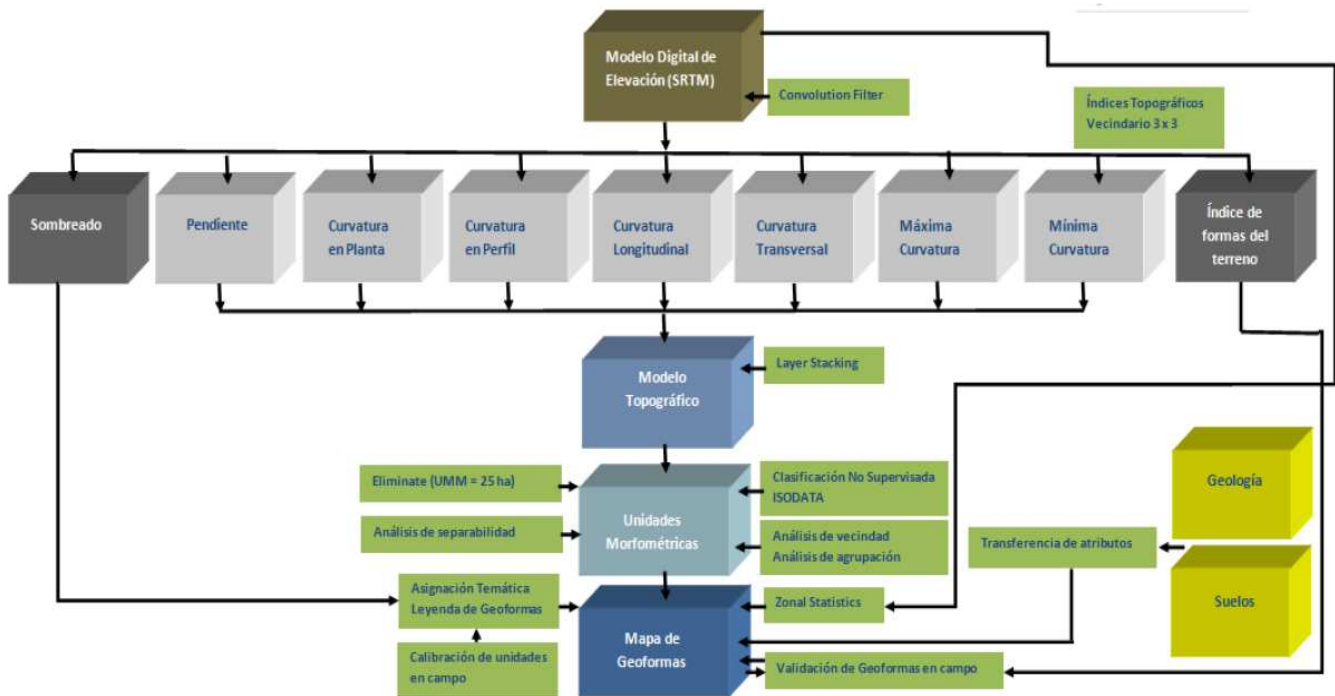 Modelo Digital de
Elevación (SRTM)
Convolution Filter
Índices Topográficos
Vecindario 3 x 3
Sombreado
Pendiente
Curvatura
en Planta
Curvatura
en Perfil
Curvatura
Longitudinal
Curvatura
Transversal
Máxima
Curvatura
Mínima
Curvatura
Índice de
formas del
terreno
Modelo
Topográfico
Layer Stacking
Eliminate (UMM = 25 ha)
Análisis de separabilidad
Unidades
Morfométricas
Clasificación No Supervisada
ISODATA
Análisis de vecindad
Análisis de agrupación
Geología
Transferencia de atributos
Suelos
Asignación Temática
Leyenda de Geoformas
Calibración de unidades
en campo
Mapa de
Geoformas
Zonal Statistics
Validación de Geoformas en campo